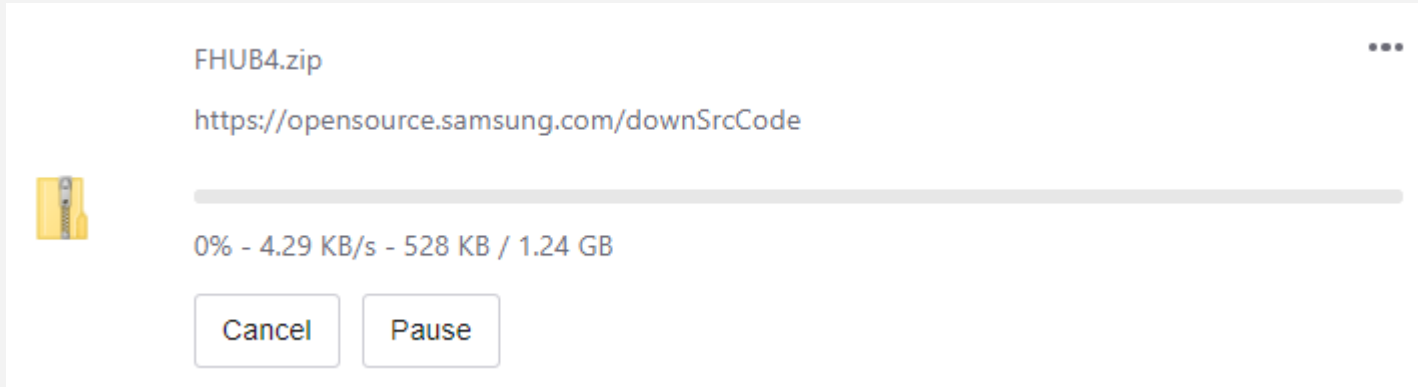 FHUB4.zip
https://opensource.samsung.com/downSrcCode
0% - 4.29 KB/s - 528 KB / 1.24 GB
Cancel Pause